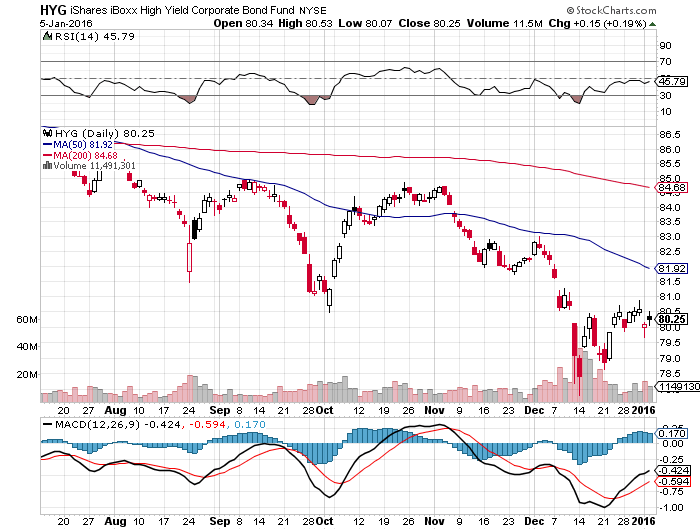 HYG iShares iBoxx High Yield Corporate Bond Fund NYSE © StockCharts.com
5-Jan-2016 Open 80.34 High 80.53 Low 80.07 Close 80.25 Volume 11.5M Chg +0.15 (+0.19%)
RSI(14) 45.79
90
70
50
45.79
30
10
HYG (Daily) 80.25
MA(50) 81.92
MA(200) 84.68
Volume 11,491,301
86.5
86.0
85.5
85.0
84.68
84.0
83.5
83.0
82.5
81.92
81.5
81.0
80.25
80.0
79.5
79.0
78.5
78.0
60M
40M
20M
1149130
20 27 Aug 10 17 24 Sep 8 14 21 28 Oct 12 19 26 Nov 9 16 23 Dec 7 14 21 28 2016
MACD(12,26,9) -0.424, -0.594, 0.170
0.25
0.170
0.00
-0.25
-0.424
-0.594
-0.75
-1.00
20 27 Aug 10 17 24 Sep 8 14 21 28 Oct 12 19 26 Nov 9 16 23 Dec 7 14 21 28 2016